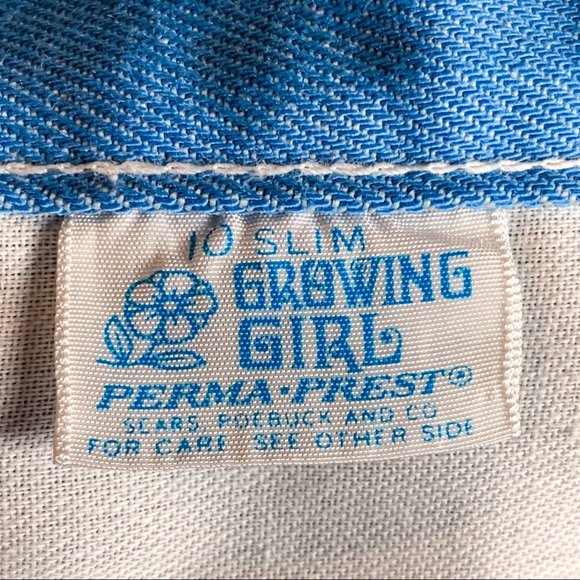 10 SLIM
GROWING
GIRL
PERMA-PREST®
SEARS, ROEBUCK AND CO
FOR CARE SEE OTHER SIDE